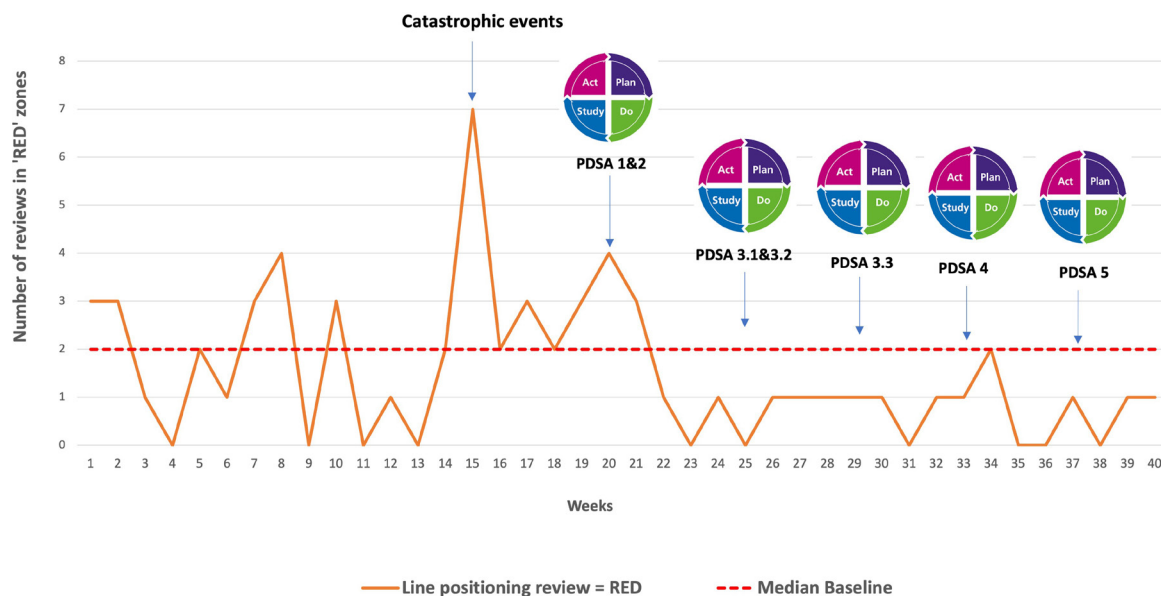 Catastrophic events
Number of reviews in 'RED' zones
8
7
6
5
4
3
2
1
0
Act Plan
Study Do
PDSA 1&2
Act Plan
Study Do
PDSA 3.1&3.2
Act Plan
Study Do
PDSA 3.3
Act Plan
Study Do
PDSA 4
Act Plan
Study Do
PDSA 5
1 2 3 4 5 6 7 8 9 10 11 12 13 14 15 16 17 18 19 20 21 22 23 24 25 26 27 28 29 30 31 32 33 34 35 36 37 38 39 40
Weeks
Line positioning review = RED Median Baseline